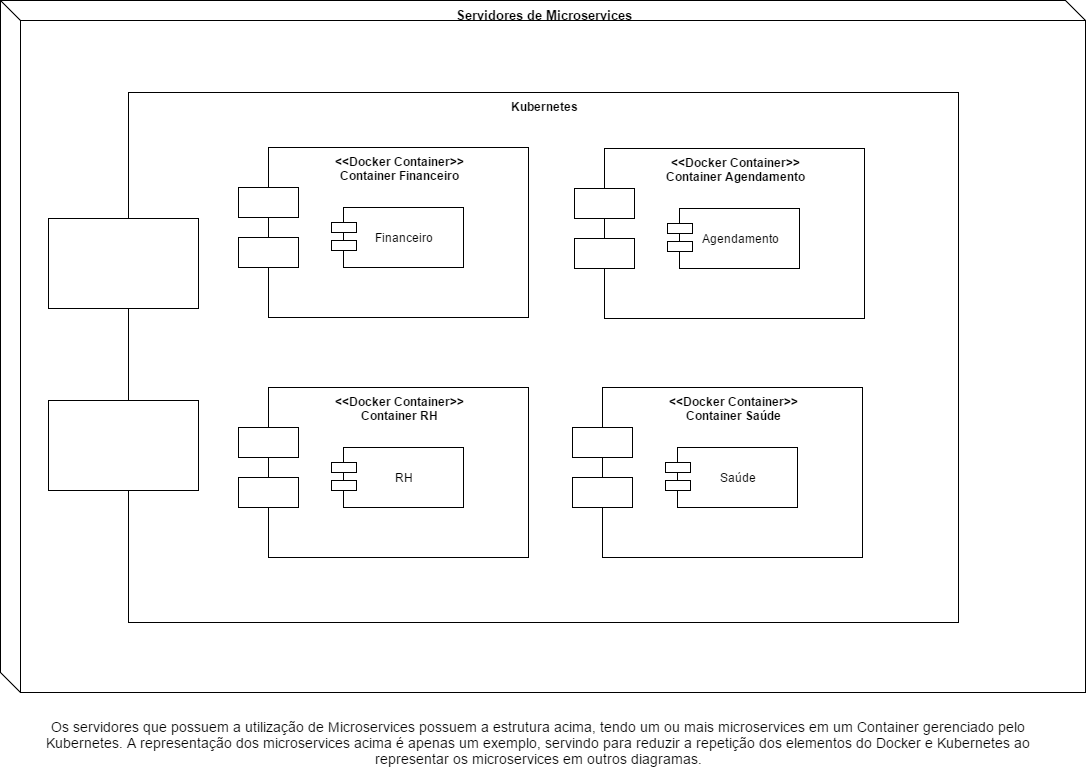 Servidores de Microservices
Kubernetes
<<Docker Container>>
Container Financeiro
Financeiro
<<Docker Container>>
Container Agendamento
Agendamento
<<Docker Container>>
Container RH
RH
<<Docker Container>>
Container Saúde
Saúde
Os servidores que possuem a utilização de Microservices possuem a estrutura acima, tendo um ou mais microservices em um Container gerenciado pelo
Kubernetes. A representação dos microservices acima é apenas um exemplo, servindo para reduzir a repetição dos elementos do Docker e Kubernetes ao
representar os microservices em outros diagramas.